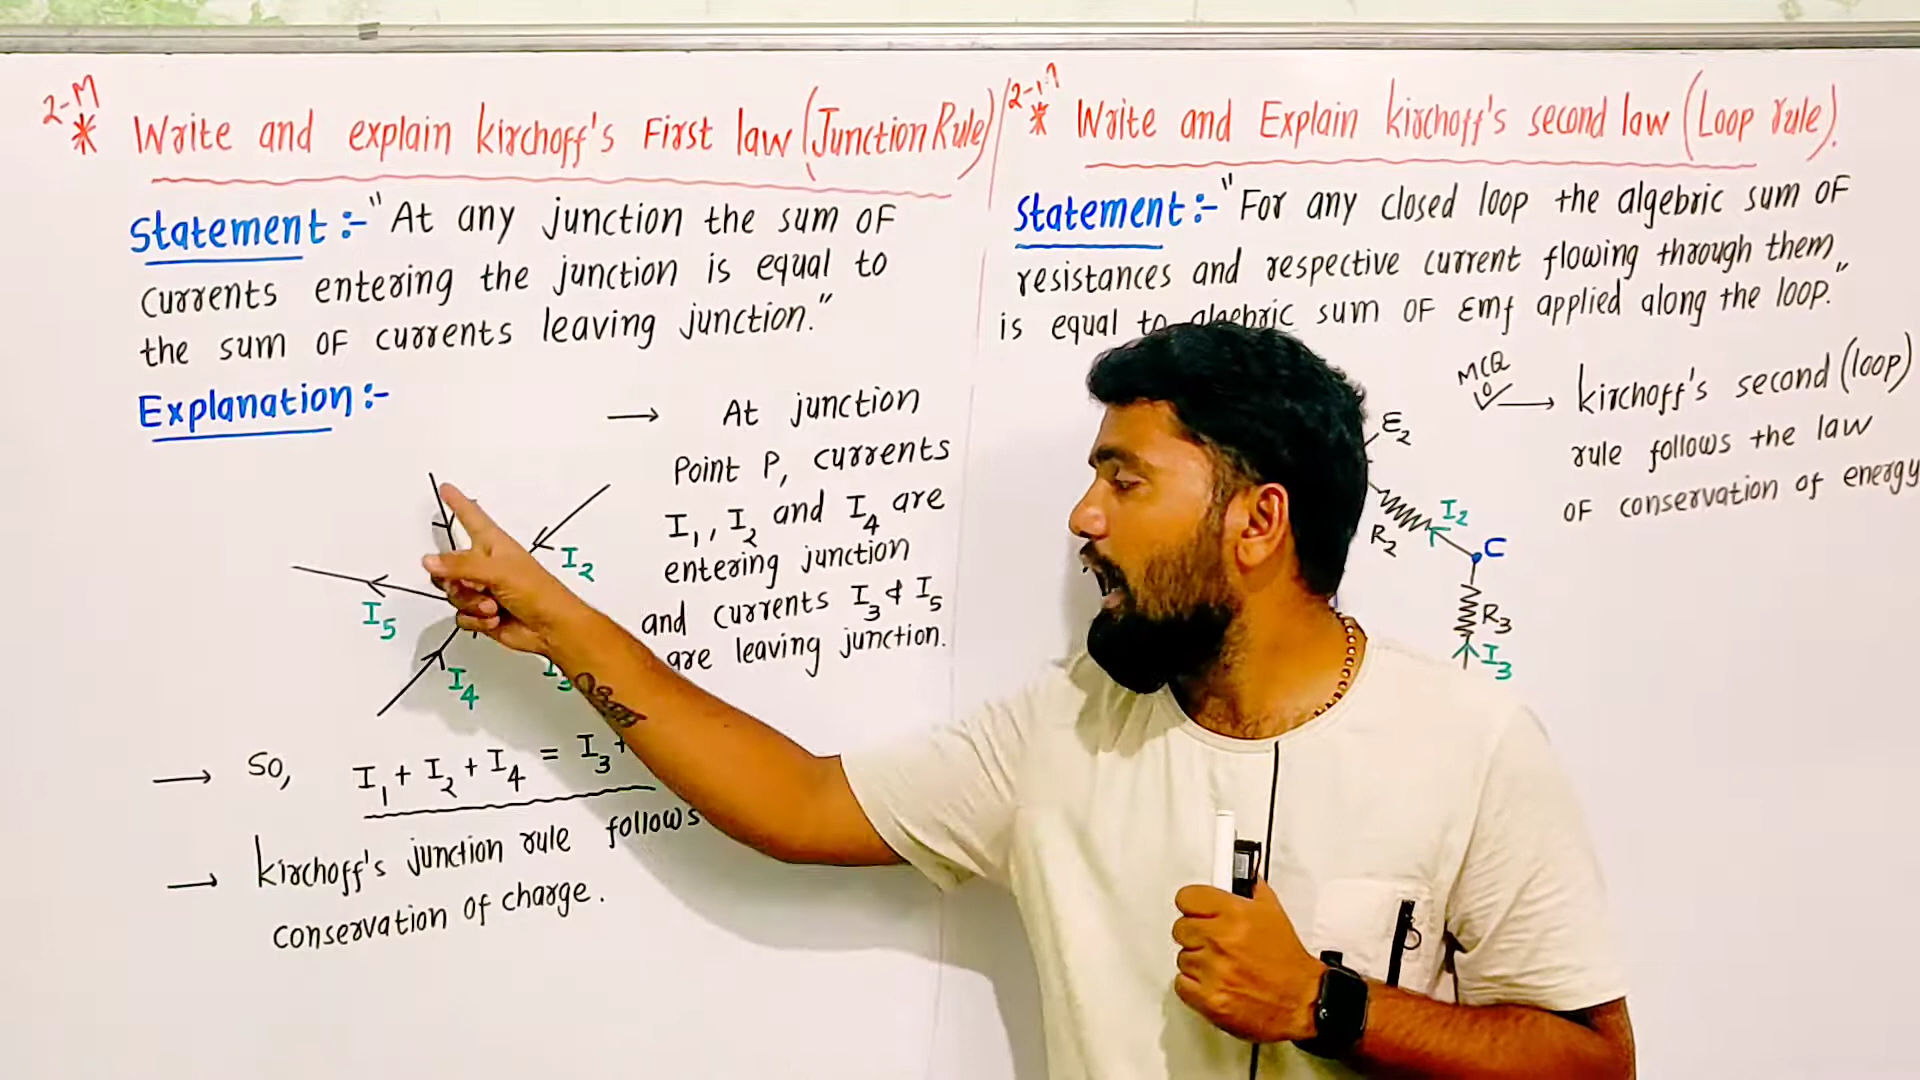 2-M
* Write and explain kirchoff's First law (Junction Rule)
Statement :- "At any junction the sum of
currents entering the junction is equal to
the sum of currents leaving junction."
Explanation :-
I2
I5
I4
I3
→ At junction
Point P, currents
I1, I2 and I4 are
entering junction
and currents I3 & I5
are leaving junction.
→ So, I1 + I2 + I4 = I3 +
→ kirchoff's junction rule follows
conservation of charge.
* Write and Explain kirchoff's second law (Loop rule).
Statement :- "For any closed loop the algebric sum of
resistances and respective current flowing through them
is equal to algebric sum of Emf applied along the loop."
MCQ
→ kirchoff's second (loop)
rule follows the law
of conservation of energy
ε2
R2
I2
C
R3
I3